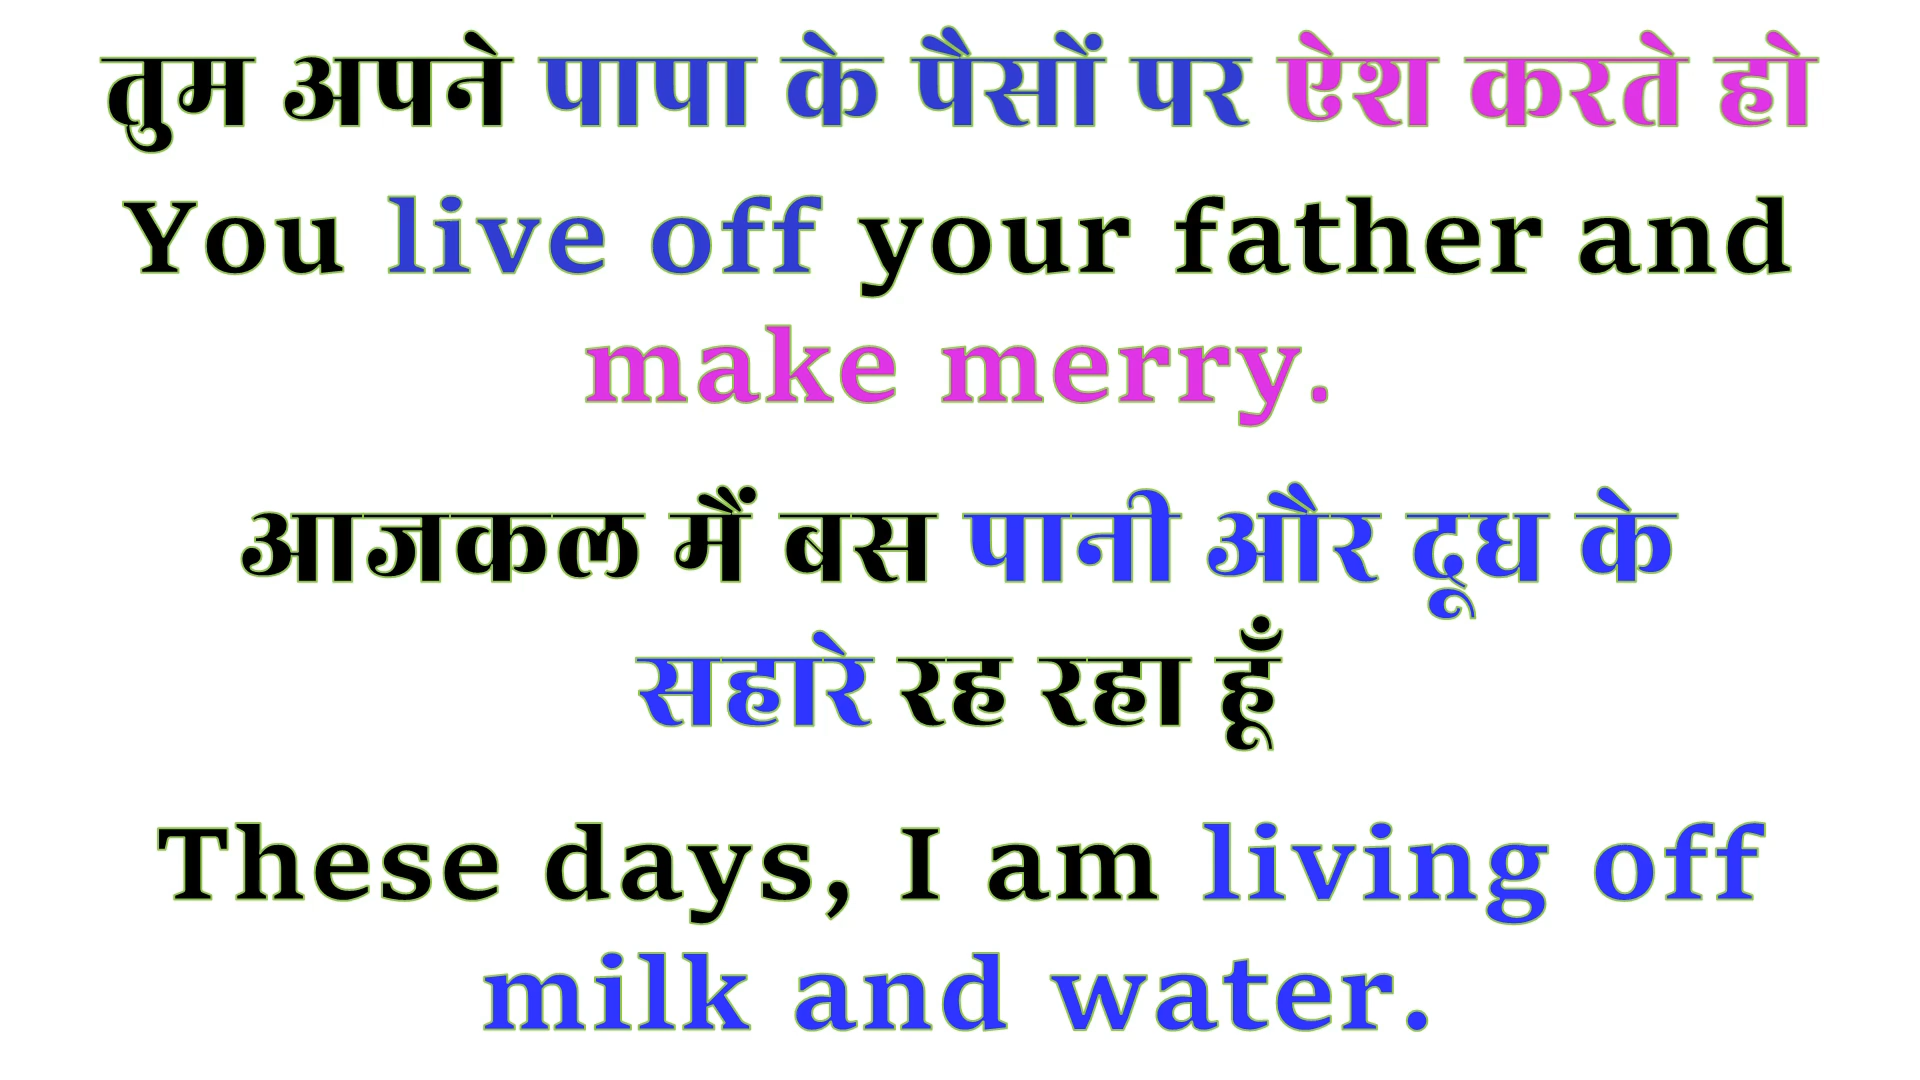 तुम अपने पापा के पैसों पर ऐश करते हो
You live off your father and
make merry.
आजकल मैं बस पानी और दूध के
सहारे रह रहा हूँ
These days, I am living off
milk and water.